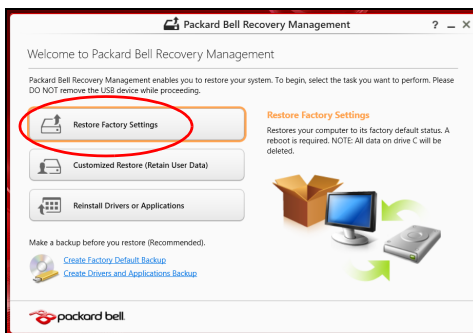 Packard Bell Recovery Management
Welcome to Packard Bell Recovery Management
Packard Bell Recovery Management enables you to restore your system. To begin, select the task you want to perform. Please
DO NOT remove the USB device while proceeding.
Restore Factory Settings
Customized Restore (Retain User Data)
Reinstall Drivers or Applications
Restore Factory Settings
Restores your computer to its factory default status. A
reboot is required. NOTE: All data on drive C will be
deleted.
Make a backup before you restore (Recommended).
Create Factory Default Backup
Create Drivers and Applications Backup
packard bell